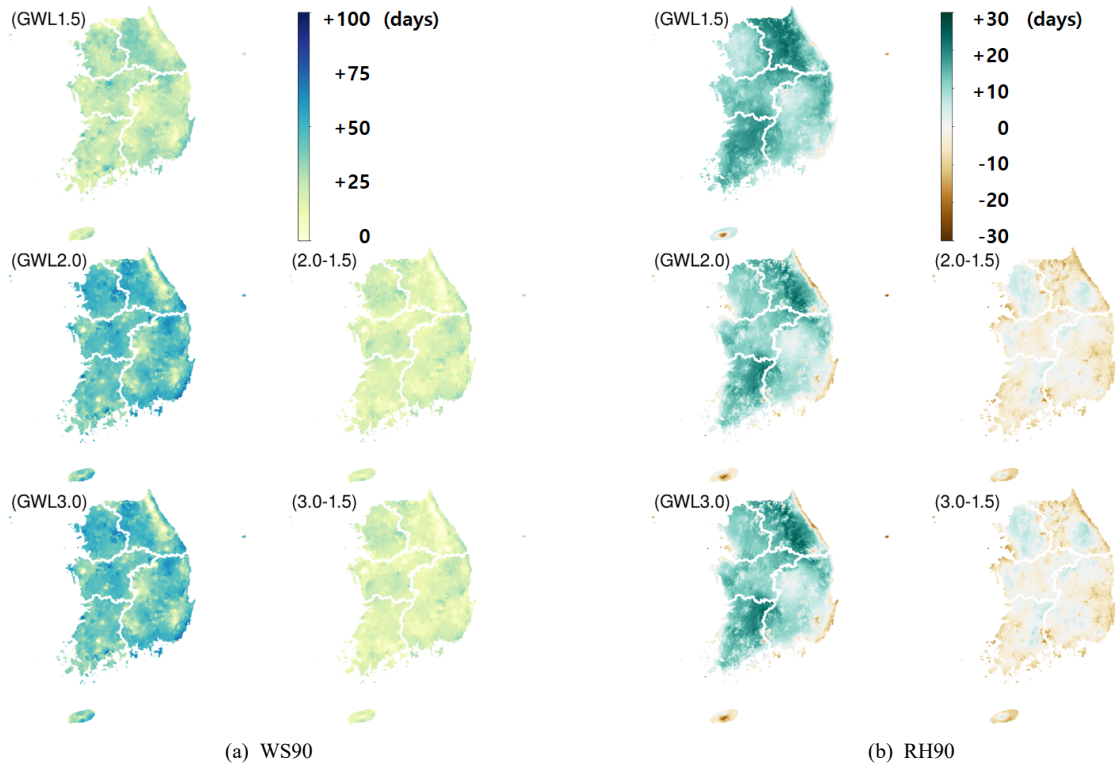 (GWL1.5)
+100 (days)
+75
+50
+25
0
(GWL2.0)
(2.0-1.5)
(GWL3.0)
(3.0-1.5)
(a) WS90
(GWL1.5)
+30 (days)
+20
+10
0
-10
-20
-30
(GWL2.0)
(2.0-1.5)
(GWL3.0)
(3.0-1.5)
(b) RH90